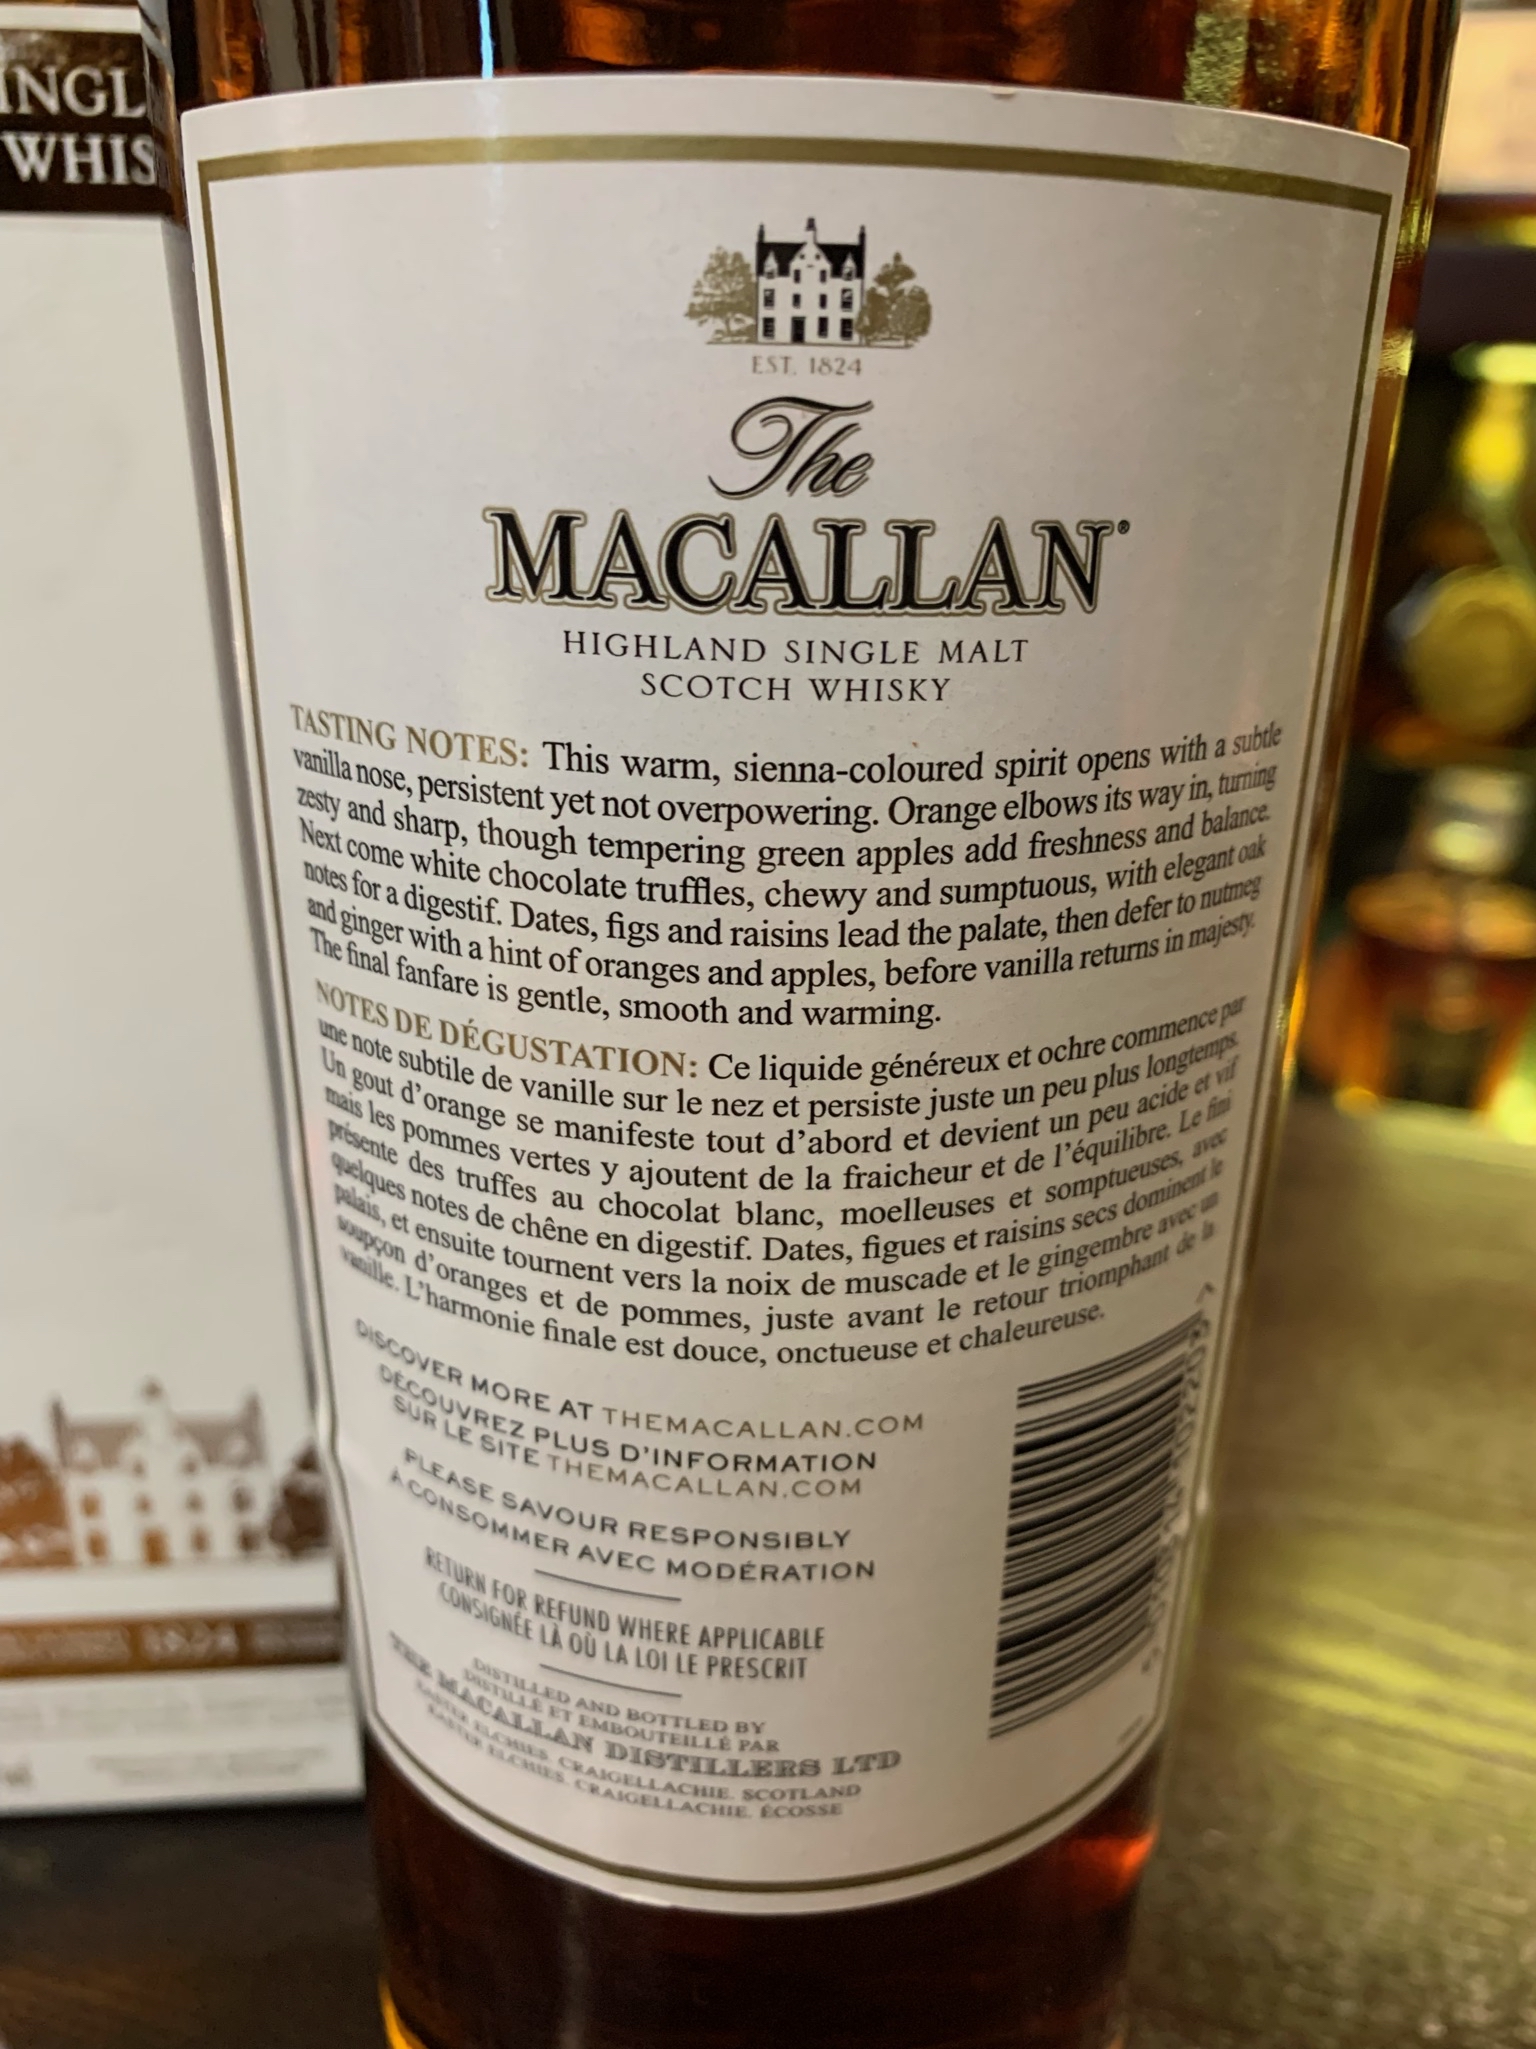 INGL
WHIS
EST. 1824
The
MACALLAN®
HIGHLAND SINGLE MALT
SCOTCH WHISKY
TASTING NOTES: This warm, sienna-coloured spirit opens with a subtle
vanilla nose, persistent yet not overpowering. Orange elbows its way in, turning
zesty and sharp, though tempering green apples add freshness and balance.
Next come white chocolate truffles, chewy and sumptuous, with elegant oak
notes for a digestif. Dates, figs and raisins lead the palate, then defer to nutmeg
and ginger with a hint of oranges and apples, before vanilla returns in majesty.
The final fanfare is gentle, smooth and warming.
NOTES DE DÉGUSTATION: Ce liquide généreux et ochre commence par
une note subtile de vanille sur le nez et persiste juste un peu plus longtemps.
Un gout d'orange se manifeste tout d'abord et devient un peu acide et vif
mais les pommes vertes y ajoutent de la fraicheur et de l'équilibre. Le fini
présente des truffes au chocolat blanc, moelleuses et somptueuses, avec
quelques notes de chêne en digestif. Dates, figues et raisins secs dominent le
palais, et ensuite tournent vers la noix de muscade et le gingembre avec un
soupçon d'oranges et de pommes, juste avant le retour triomphant de la
vanille. L'harmonie finale est douce, onctueuse et chaleureuse.
DISCOVER MORE AT THEMACALLAN.COM
DÉCOUVREZ PLUS D'INFORMATION
SUR LE SITE THEMACALLAN.COM
PLEASE SAVOUR RESPONSIBLY
À CONSOMMER AVEC MODÉRATION
RETURN FOR REFUND WHERE APPLICABLE
CONSIGNÉE LÀ OÙ LA LOI LE PRESCRIT
DISTILLED AND BOTTLED BY
DISTILLÉ ET EMBOUTEILLÉ PAR
THE MACALLAN DISTILLERS LTD
EASTER ELCHIES, CRAIGELLACHIE, SCOTLAND
EASTER ELCHIES, CRAIGELLACHIE, ÉCOSSE
1824